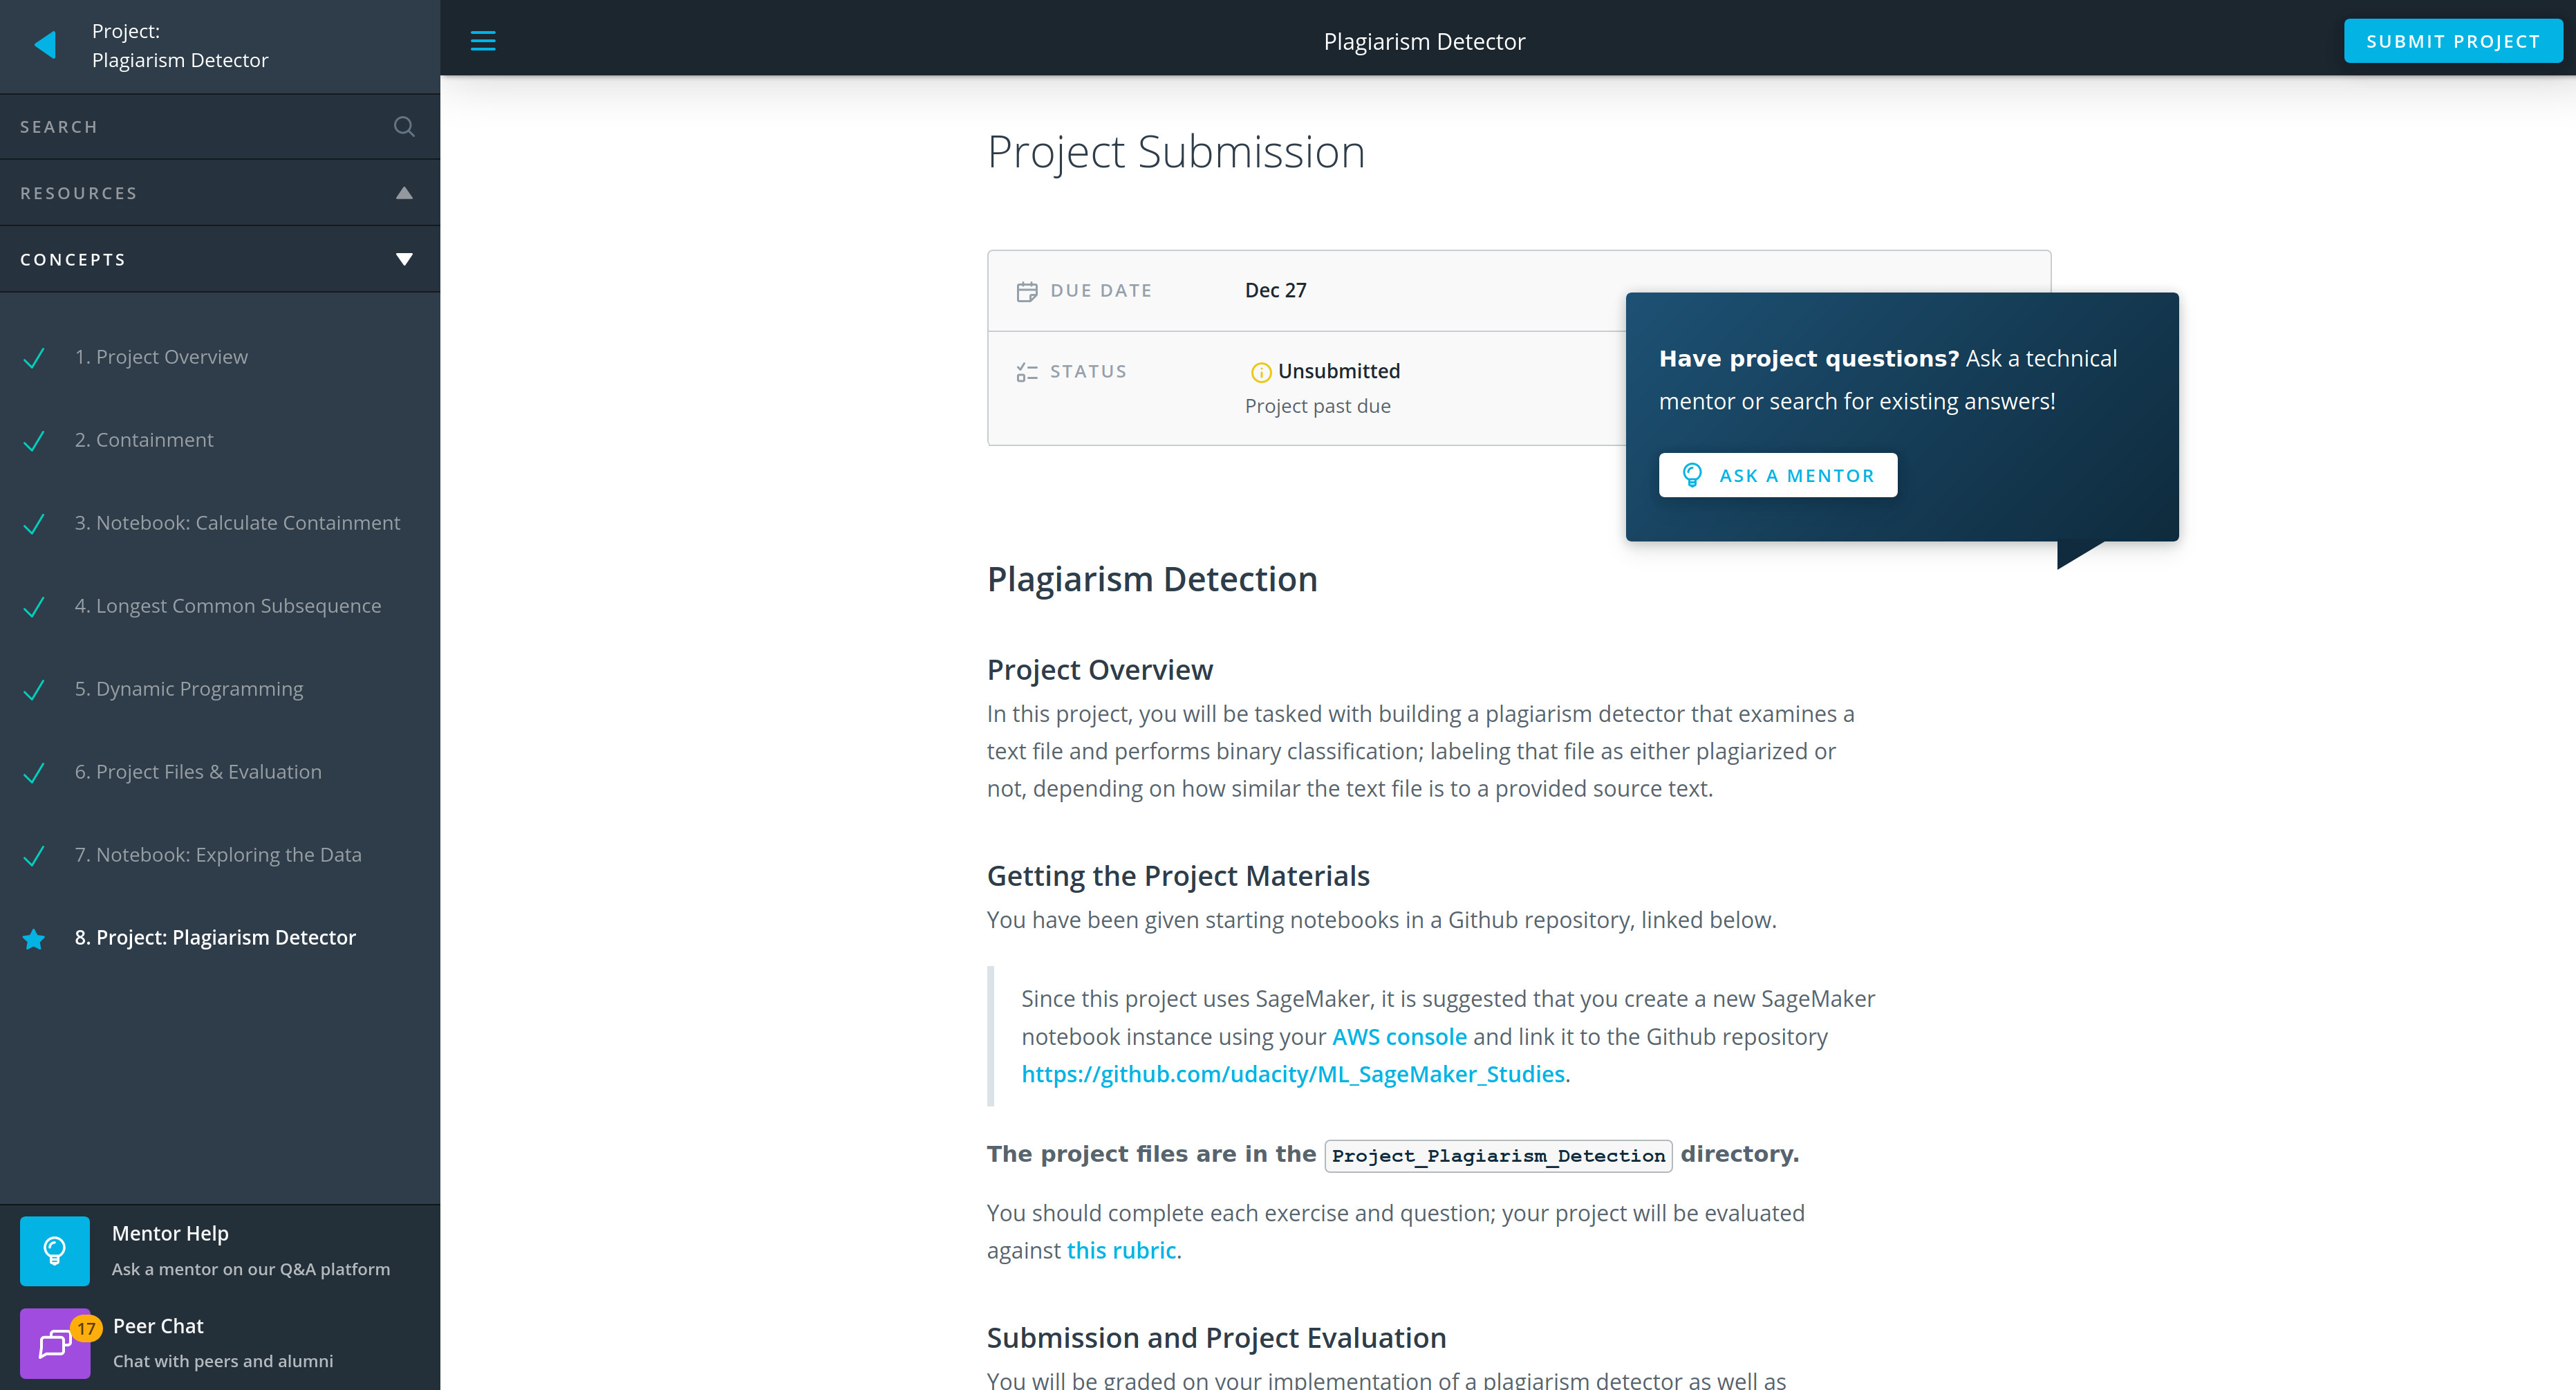 Project:
Plagiarism Detector
SEARCH
RESOURCES
CONCEPTS
1. Project Overview
2. Containment
3. Notebook: Calculate Containment
4. Longest Common Subsequence
5. Dynamic Programming
6. Project Files & Evaluation
7. Notebook: Exploring the Data
8. Project: Plagiarism Detector
Mentor Help
Ask a mentor on our Q&A platform
17
Peer Chat
Chat with peers and alumni
Plagiarism Detector
SUBMIT PROJECT
Project Submission
DUE DATE Dec 27
STATUS Unsubmitted
Project past due
Have project questions? Ask a technical
mentor or search for existing answers!
ASK A MENTOR
Plagiarism Detection
Project Overview
In this project, you will be tasked with building a plagiarism detector that examines a
text file and performs binary classification; labeling that file as either plagiarized or
not, depending on how similar the text file is to a provided source text.
Getting the Project Materials
You have been given starting notebooks in a Github repository, linked below.
Since this project uses SageMaker, it is suggested that you create a new SageMaker
notebook instance using your AWS console and link it to the Github repository
https://github.com/udacity/ML_SageMaker_Studies.
The project files are in the Project_Plagiarism_Detection directory.
You should complete each exercise and question; your project will be evaluated
against this rubric.
Submission and Project Evaluation
You will be graded on your implementation of a plagiarism detector as well as